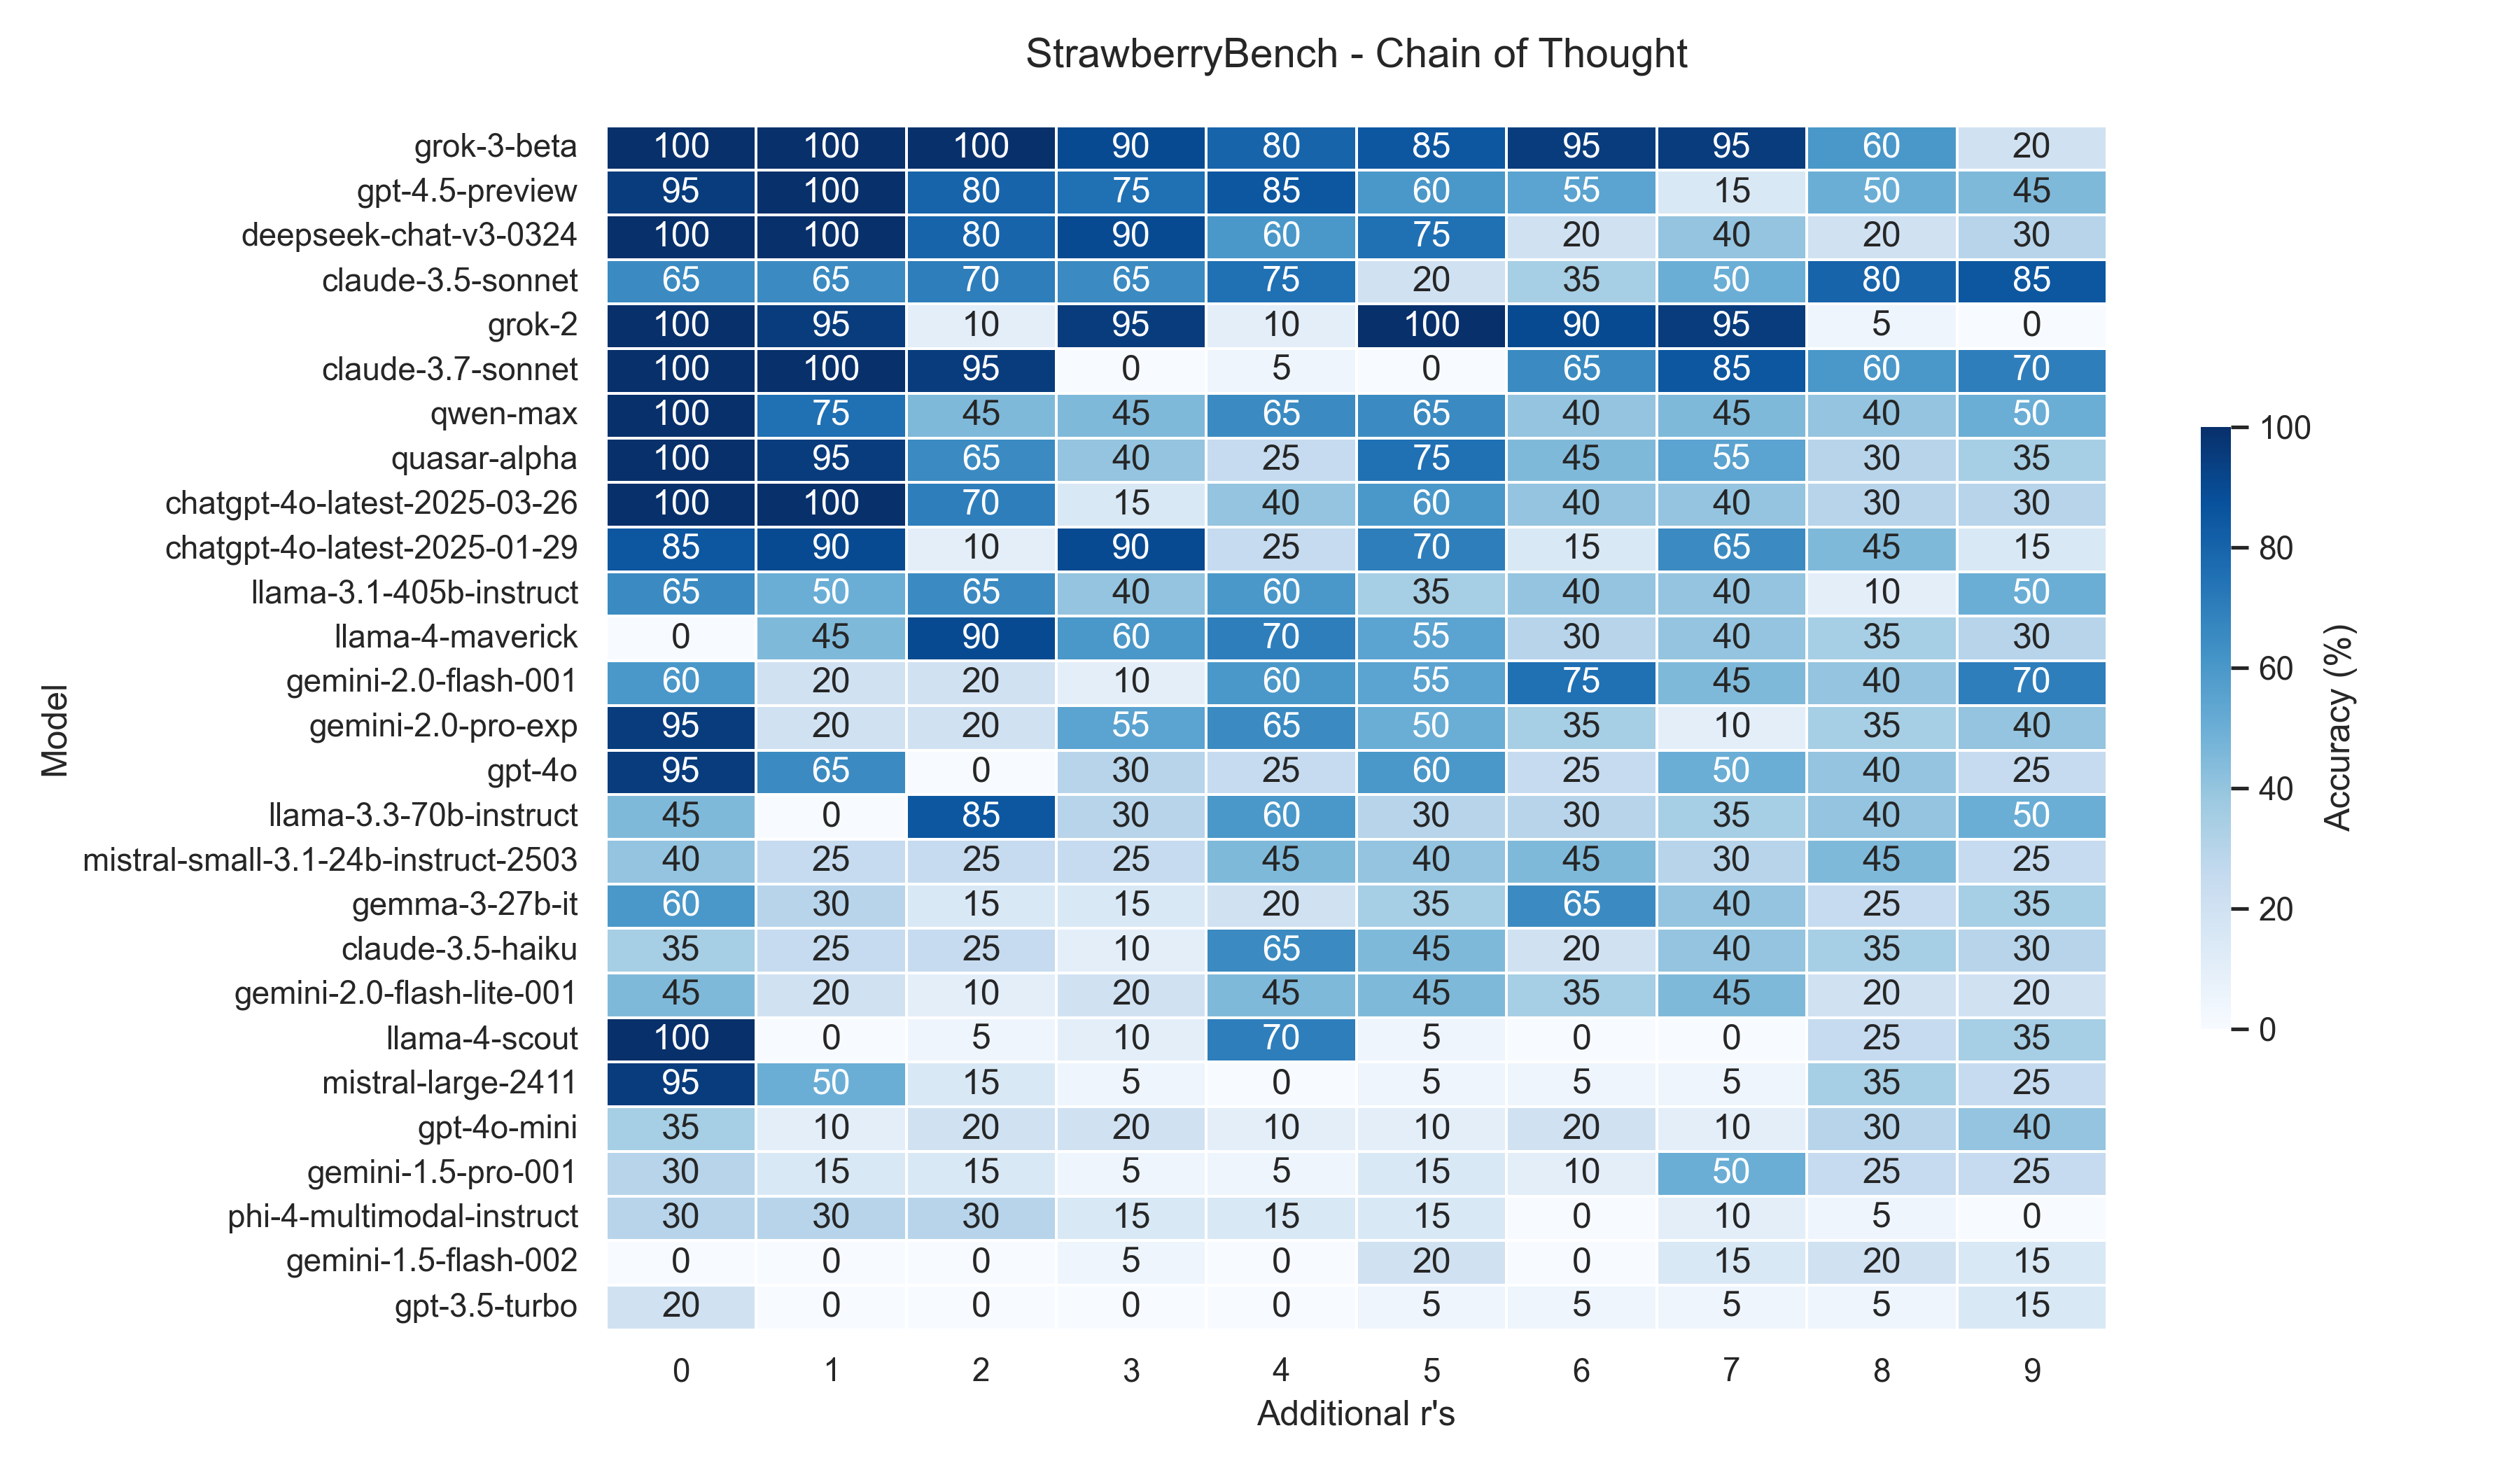 StrawberryBench - Chain of Thought
grok-3-beta 100 100 100 90 80 85 95 95 60 20
gpt-4.5-preview 95 100 80 75 85 60 55 15 50 45
deepseek-chat-v3-0324 100 100 80 90 60 75 20 40 20 30
claude-3.5-sonnet 65 65 70 65 75 20 35 50 80 85
grok-2 100 95 10 95 10 100 90 95 5 0
claude-3.7-sonnet 100 100 95 0 5 0 65 85 60 70
qwen-max 100 75 45 45 65 65 40 45 40 50
quasar-alpha 100 95 65 40 25 75 45 55 30 35
chatgpt-4o-latest-2025-03-26 100 100 70 15 40 60 40 40 30 30
chatgpt-4o-latest-2025-01-29 85 90 10 90 25 70 15 65 45 15
llama-3.1-405b-instruct 65 50 65 40 60 35 40 40 10 50
llama-4-maverick 0 45 90 60 70 55 30 40 35 30
gemini-2.0-flash-001 60 20 20 10 60 55 75 45 40 70
gemini-2.0-pro-exp 95 20 20 55 65 50 35 10 35 40
gpt-4o 95 65 0 30 25 60 25 50 40 25
llama-3.3-70b-instruct 45 0 85 30 60 30 30 35 40 50
mistral-small-3.1-24b-instruct-2503 40 25 25 25 45 40 45 30 45 25
gemma-3-27b-it 60 30 15 15 20 35 65 40 25 35
claude-3.5-haiku 35 25 25 10 65 45 20 40 35 30
gemini-2.0-flash-lite-001 45 20 10 20 45 45 35 45 20 20
llama-4-scout 100 0 5 10 70 5 0 0 25 35
mistral-large-2411 95 50 15 5 0 5 5 5 35 25
gpt-4o-mini 35 10 20 20 10 10 20 10 30 40
gemini-1.5-pro-001 30 15 15 5 5 15 10 50 25 25
phi-4-multimodal-instruct 30 30 30 15 15 15 0 10 5 0
gemini-1.5-flash-002 0 0 0 5 0 20 0 15 20 15
gpt-3.5-turbo 20 0 0 0 0 5 5 5 5 15
0 1 2 3 4 5 6 7 8 9
Additional r's
Model
100
80
60
40
20
0
Accuracy (%)